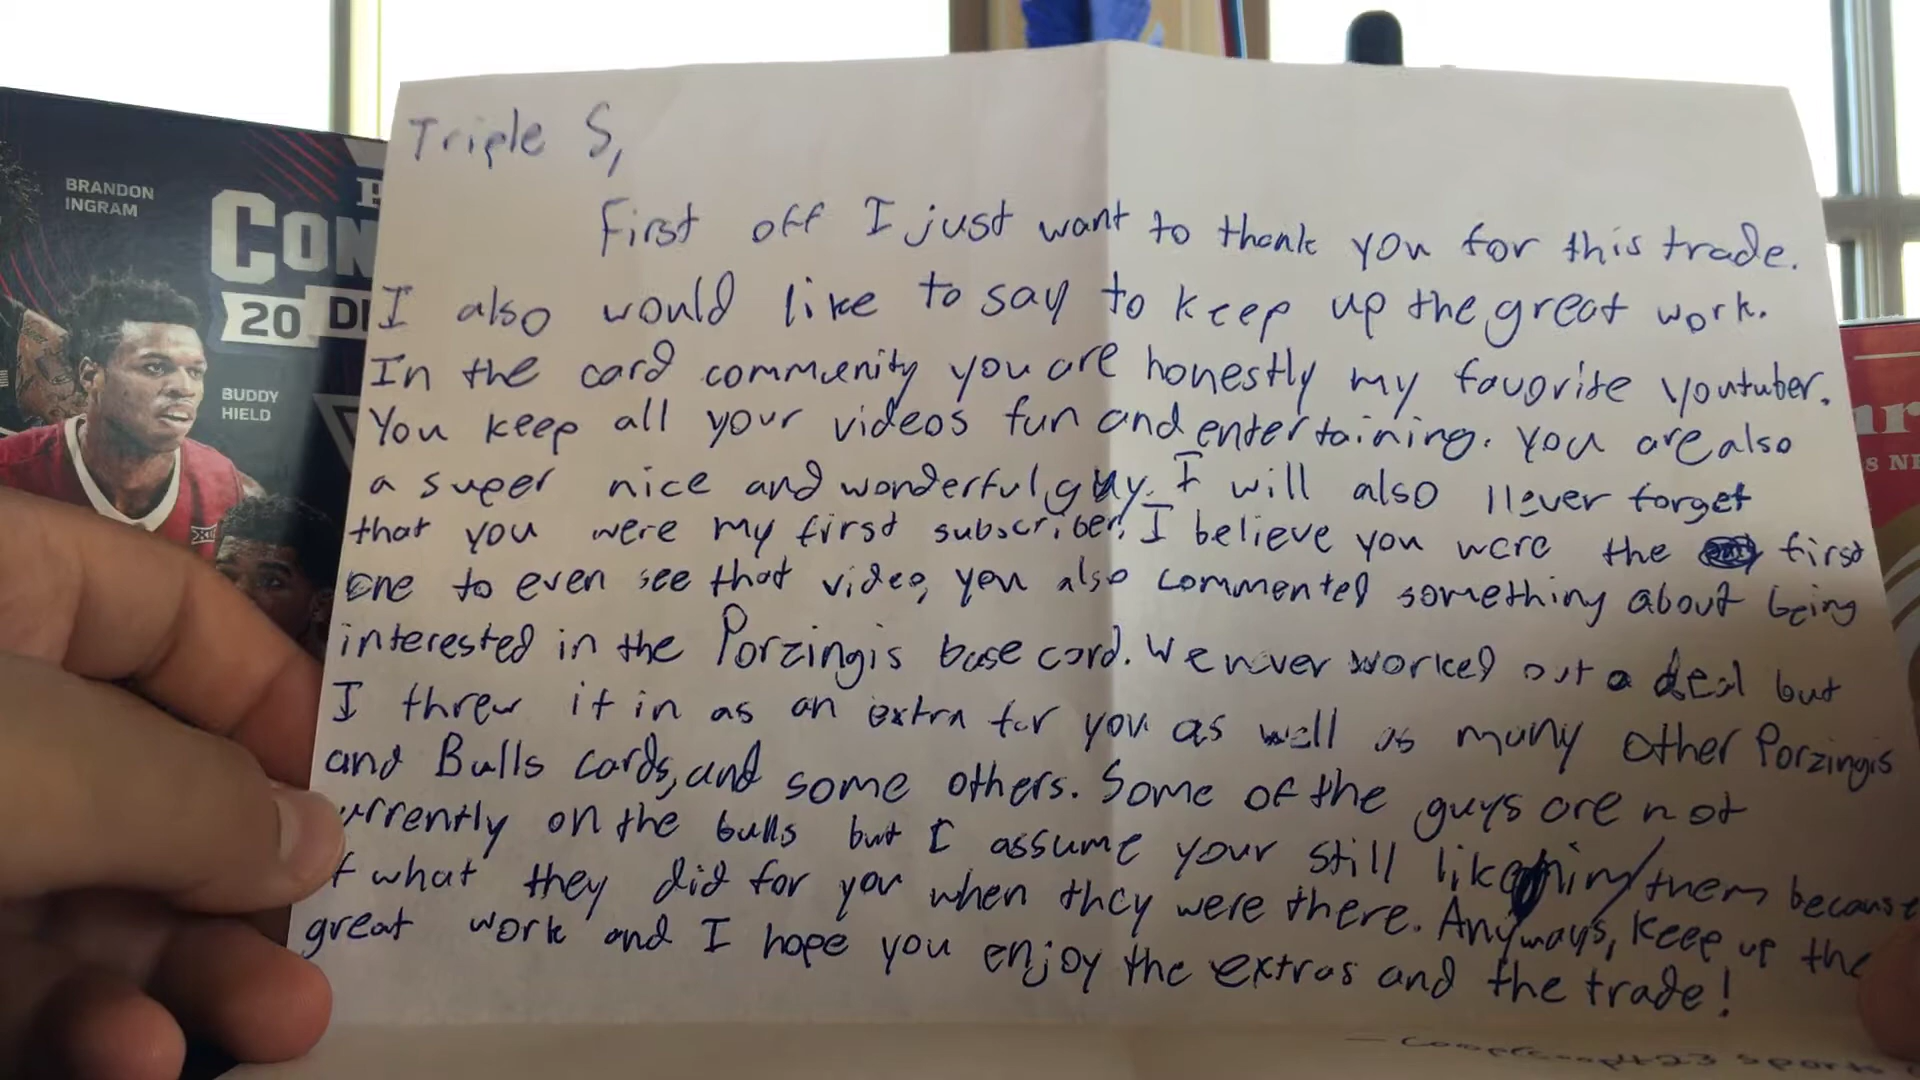 BRANDON
INGRAM
CON
20 DI
BUDDY
HIELD
Triple S,
First off I just want to thank you for this trade.
I also would like to say to keep up the great work.
In the card community you are honestly my favorite youtuber.
You keep all your videos fun and entertaining. You are also
a super nice and wonderful guy. I will also never forget
that you were my first subscriber. I believe you were the first
one to even see that video, you also commented something about being
interested in the Porzingis base card. We never worked out a deal but
I threw it in as an extra for you as well as many other Porzingis
and Bulls cards, and some others. Some of the guys are not
urrently on the bulls but I assume your still like him/them because
f what they did for you when they were there. Anyways, keep up the
great work and I hope you enjoy the extras and the trade!